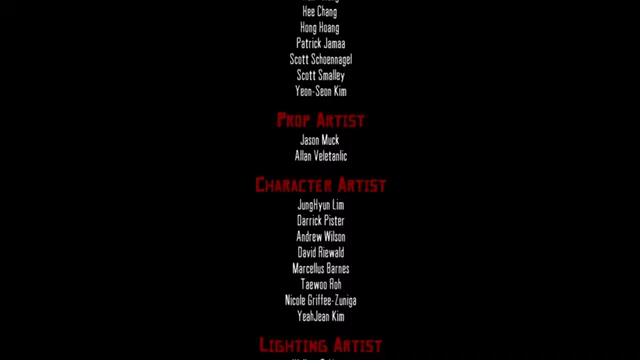 Hee Chang
Hong Hoang
Patrick Jamaa
Scott Schoennagel
Scott Smalley
Yeon-Seon Kim
Prop Artist
Jason Muck
Allan Veletanlic
Character Artist
JungHyun Lim
Darrick Pister
Andrew Wilson
David Riewald
Marcellus Barnes
Taewoo Roh
Nicole Griffee-Zuniga
YeahJean Kim
Lighting Artist